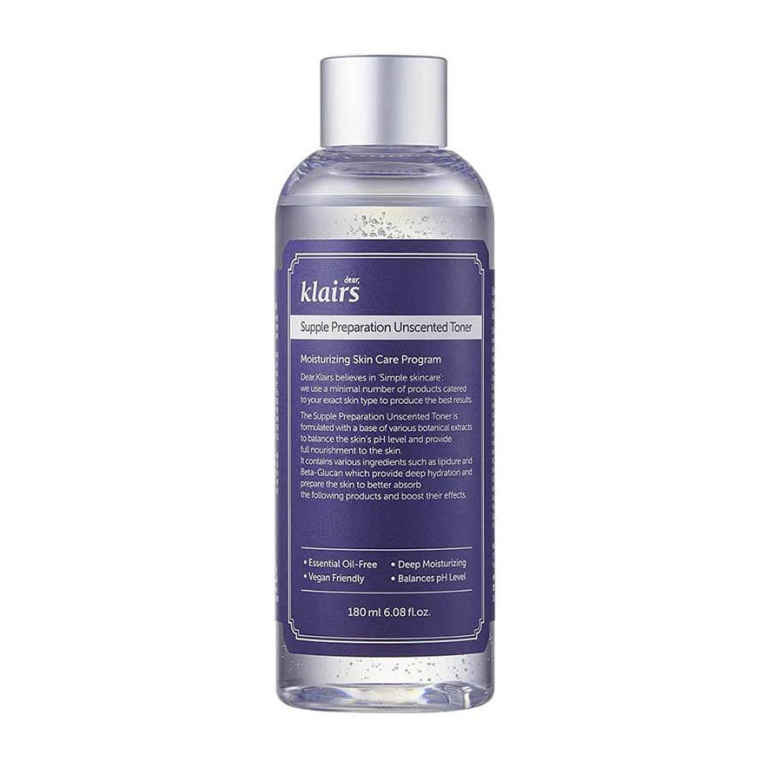 dear,
klairs
Supple Preparation Unscented Toner
Moisturizing Skin Care Program
Dear,Klairs believes in 'Simple skincare':
we use a minimal number of products catered
to your exact skin type to produce the best results.
The Supple Preparation Unscented Toner is
formulated with a base of various botanical extracts
to balance the skin's pH level and provide
full nourishment to the skin.
It contains various ingredients such as lipidure and
Beta-Glucan which provide deep hydration and
prepare the skin to better absorb
the following products and boost their effects.
• Essential Oil-Free • Deep Moisturizing
• Vegan Friendly • Balances pH Level
180 ml 6.08 fl.oz.